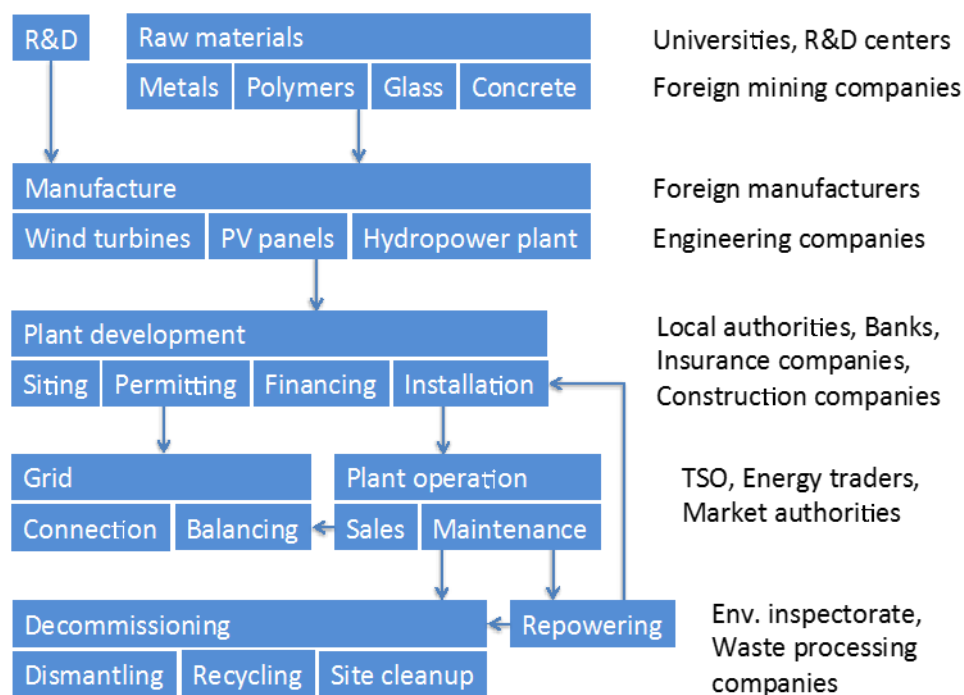 R&D
Raw materials
Universities, R&D centers
Metals
Polymers
Glass
Concrete
Foreign mining companies
Manufacture
Foreign manufacturers
Wind turbines
PV panels
Hydropower plant
Engineering companies
Plant development
Local authorities, Banks,
Insurance companies,
Construction companies
Siting
Permitting
Financing
Installation
Grid
Plant operation
TSO, Energy traders,
Market authorities
Connection
Balancing
Sales
Maintenance
Decommissioning
Repowering
Env. inspectorate,
Waste processing
companies
Dismantling
Recycling
Site cleanup